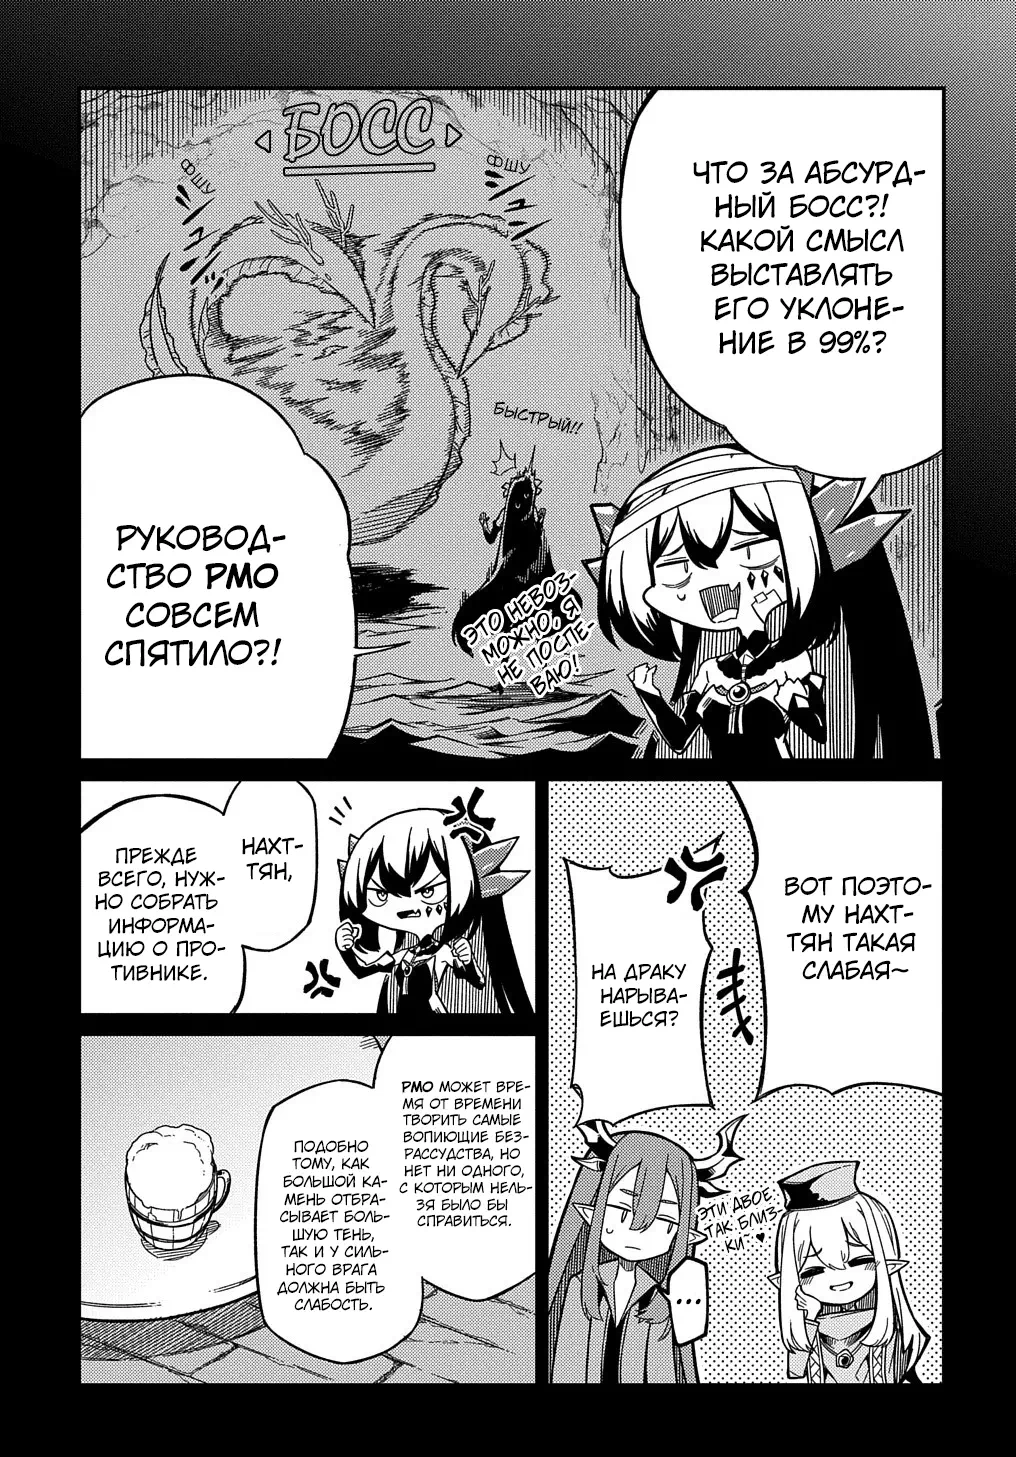 ЧТО ЗА АБСУРД-
НЫЙ БОСС?!
КАКОЙ СМЫСЛ
ВЫСТАВЛЯТЬ
ЕГО УКЛОНЕ-
НИЕ В 99%?
БОСС
ФШУ
ФШУ
БЫСТРЫЙ!!
ЭТО НЕВОЗ-
МОЖНО, Я
НЕ ПОСПЕ-
ВАЮ!
РУКОВОД-
СТВО РМО
СОВСЕМ
СПЯТИЛО?!
ВОТ ПОЭТО-
МУ НАХТ-
ТЯН ТАКАЯ
СЛАБАЯ~
НА ДРАКУ
НАРЫВА-
ЕШЬСЯ?
ЭТИ ДВОЕ
ТАК БЛИЗ-
КИ~♥
...
НАХТ-
ТЯН,
ПРЕЖДЕ
ВСЕГО, НУЖ-
НО СОБРАТЬ
ИНФОРМА-
ЦИЮ О ПРО-
ТИВНИКЕ.
РМО МОЖЕТ ВРЕ-
МЯ ОТ ВРЕМЕНИ
ТВОРИТЬ САМЫЕ
ВОПИЮЩИЕ БЕЗ-
РАССУДСТВА, НО
НЕТ НИ ОДНОГО,
С КОТОРЫМ НЕЛЬ-
ЗЯ БЫЛО БЫ
СПРАВИТЬСЯ.
ПОДОБНО
ТОМУ, КАК
БОЛЬШОЙ КА-
МЕНЬ ОТБРА-
СЫВАЕТ БОЛЬ-
ШУЮ ТЕНЬ,
ТАК И У СИЛЬ-
НОГО ВРАГА
ДОЛЖНА БЫТЬ
СЛАБОСТЬ.